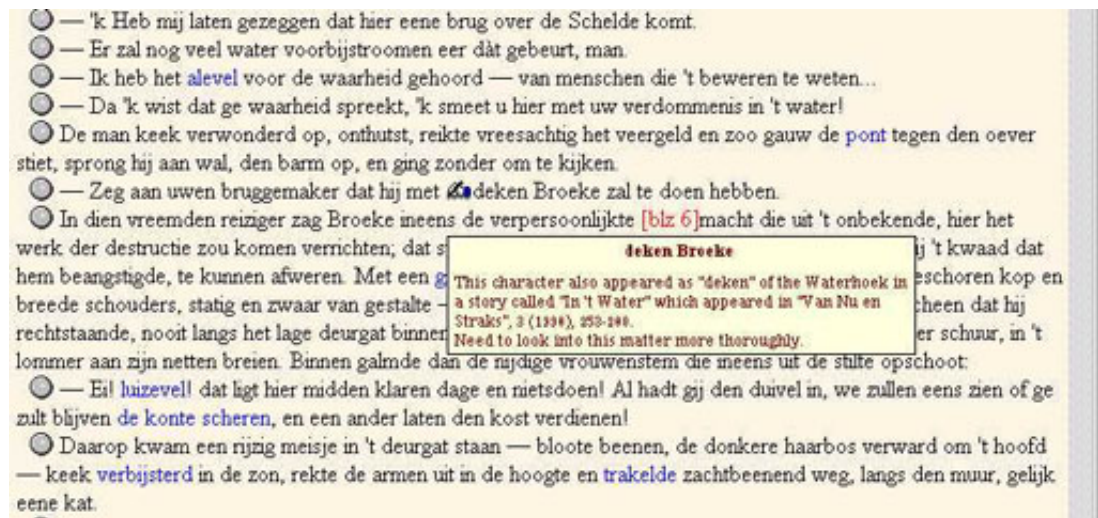 — 'k Heb mij laten gezeggen dat hier eene brug over de Schelde komt.
— Er zal nog veel water voorbijstroomen eer dàt gebeurt, man.
— Ik heb het alevel voor de waarheid gehoord — van menschen die 't beweren te weten...
— Da 'k wist dat ge waarheid spreekt, 'k smeet u hier met uw verdommenis in 't water!
De man keek verwonderd op, onthutst, reikte vreesachtig het veergeld en zoo gauw de pont tegen den oever
stiet, sprong hij aan wal, den barm op, en ging zonder om te kijken.
— Zeg aan uwen bruggemaker dat hij met deken Broeke zal te doen hebben.
In dien vreemden reiziger zag Broeke ineens de verpersoonlijkte [blz 6]macht die uit 't onbekende, hier het
werk der destructie zou komen verrichten; dat s
j 't kwaad dat
hem beangstigde, te kunnen afweren. Met een g
eschoren kop en
breede schouders, statig en zwaar van gestalte –
cheen dat hij
rechtstaande, nooit langs het lage deurgat binner
er schuur, in 't
deken Broeke
This character also appeared as "deken" of the Waterhoek in
a story called "In 't Water" which appeared in "Van Nu en
Straks", 3 ( ),
Need to look into this matter more thoroughly.
lommer aan zijn netten breien. Binnen galmde dan de nijdige vrouwenstem die ineens uit de stilte opschoot:
— Ei! luizevel! dat ligt hier midden klaren dage en nietsdoen! Al hadt gij den duivel in, we zullen eens zien of ge
zult blijven de konte scheren, en een ander laten den kost verdienen!
Daarop kwam een rijzig meisje in 't deurgat staan — bloote beenen, de donkere haarbos verward om 't hoofd
— keek verbijsterd in de zon, rekte de armen uit in de hoogte en trakelde zachtbeenend weg, langs den muur, gelijk
eene kat.